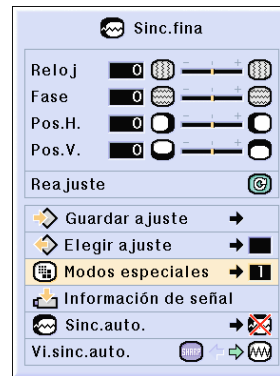 Sinc.fina
Reloj 0 - +
Fase 0 - +
Pos.H. 0 - +
Pos.V. 0 - +
Reajuste
Guardar ajuste
Elegir ajuste
Modos especiales 1
Información de señal
Sinc.auto.
Vi.sinc.auto. SHARP